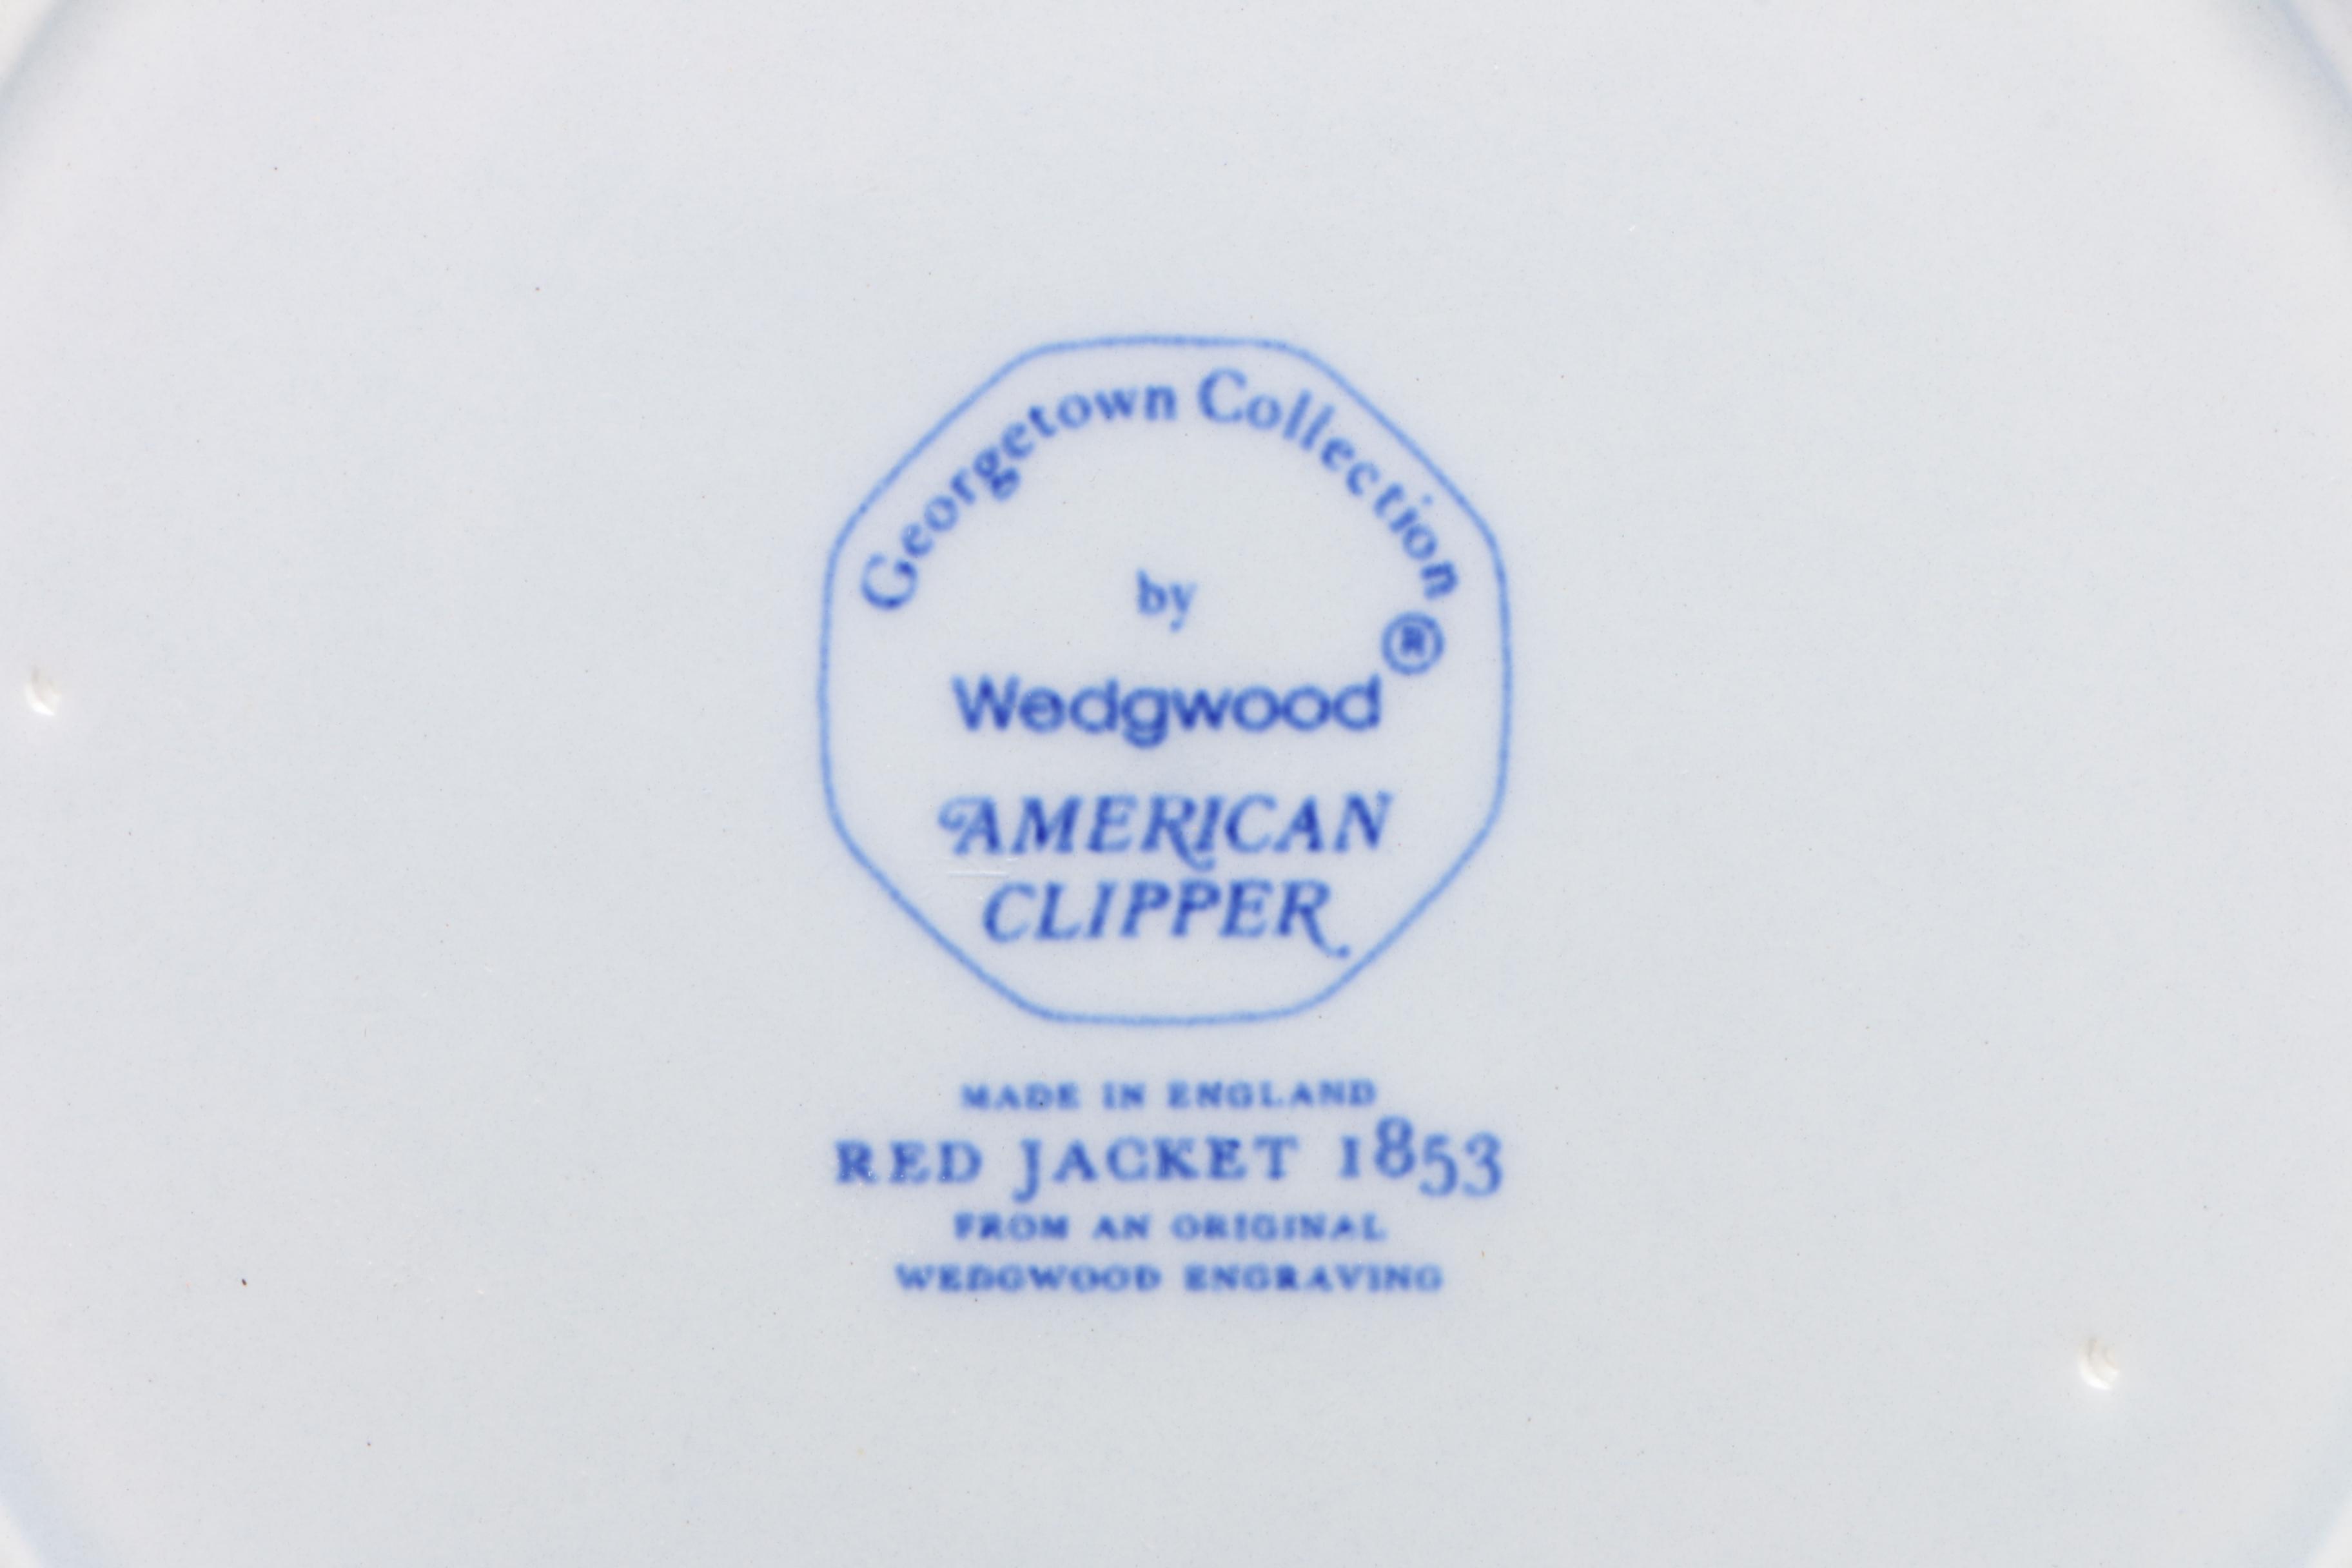 Georgetown Collection
by
Wedgwood®
AMERICAN
CLIPPER
MADE IN ENGLAND
RED JACKET 1853
FROM AN ORIGINAL
WEDGWOOD ENGRAVING